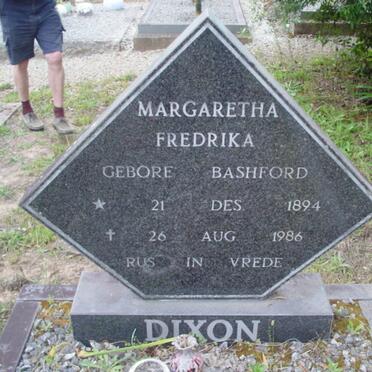 MARGARETHA
FREDRIKA
GEBORE BASHFORD
★ 21 DES 1894
✝ 26 AUG 1986
RUS IN VREDE
DIXON